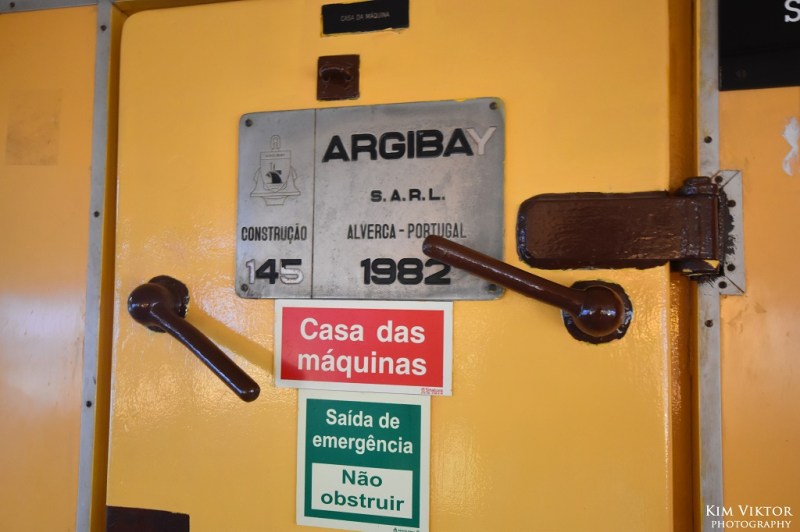 CASA DA MÁQUINA
S
ARGIBAY
S.A.R.L.
CONSTRUÇÃO
ALVERCA - PORTUGAL
145
1982
Casa das
máquinas
Saída de
emergência
Não
obstruir
KIM VIKTOR
PHOTOGRAPHY